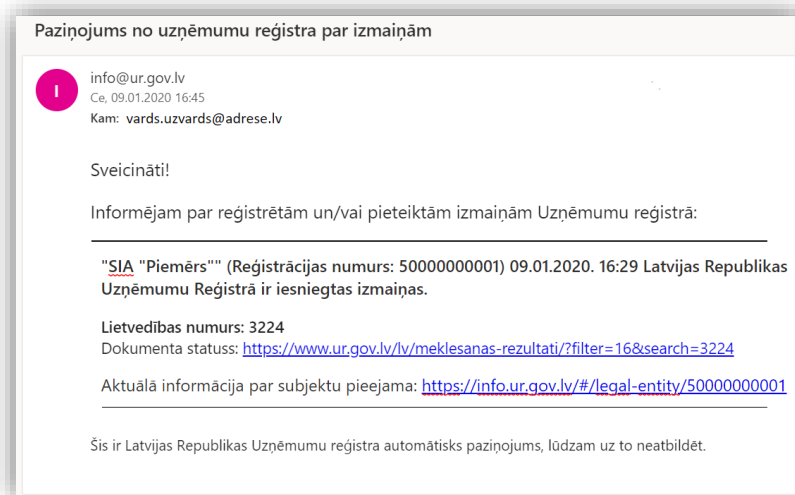 Paziņojums no uzņēmumu reģistra par izmaiņām
I
info@ur.gov.lv
Ce, 09.01.2020 16:45
Kam: vards.uzvards@adrese.lv
Sveicināti!
Informējam par reģistrētām un/vai pieteiktām izmaiņām Uzņēmumu reģistrā:
"SIA "Piemērs"" (Reģistrācijas numurs: 50000000001) 09.01.2020. 16:29 Latvijas Republikas
Uzņēmumu Reģistrā ir iesniegtas izmaiņas.
Lietvedības numurs: 3224
Dokumenta statuss: https://www.ur.gov.lv/lv/meklesanas-rezultati/?filter=16&search=3224
Aktuālā informācija par subjektu pieejama: https://info.ur.gov.lv/#/legal-entity/50000000001
Šis ir Latvijas Republikas Uzņēmumu reģistra automātisks paziņojums, lūdzam uz to neatbildēt.